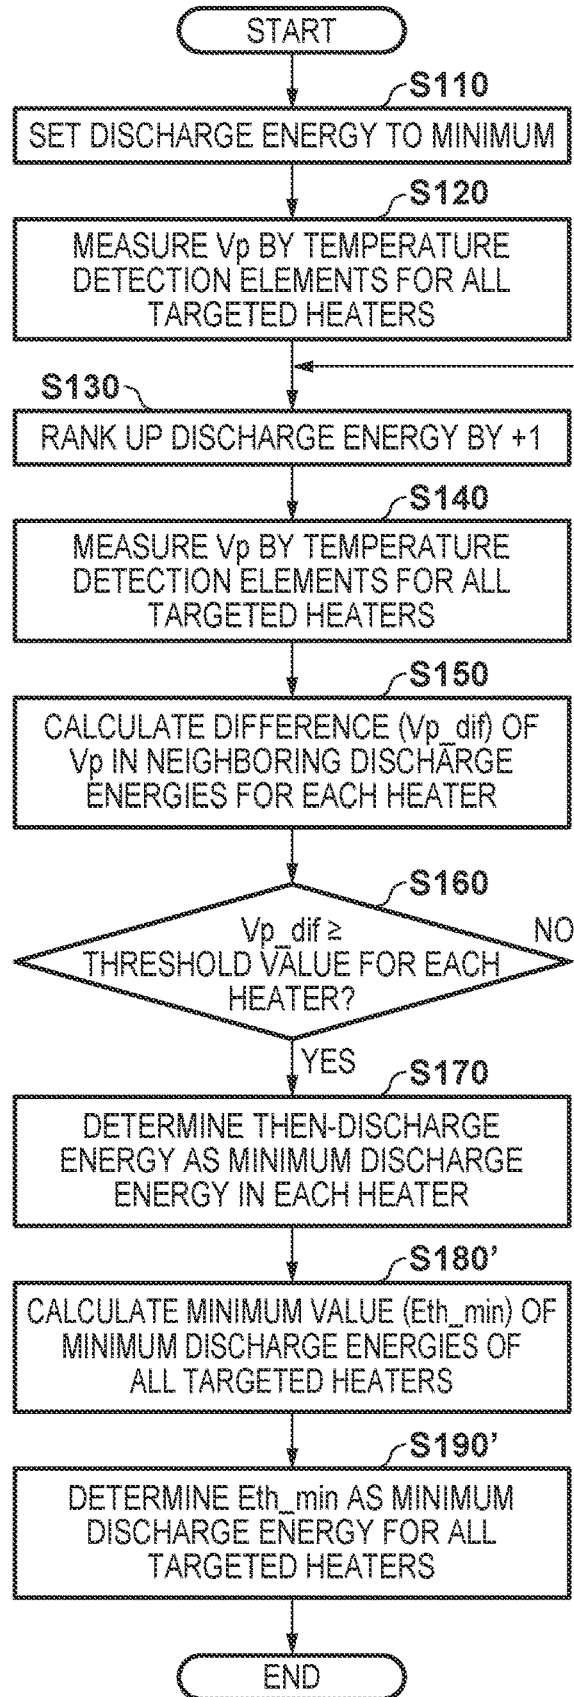 START
S110
SET DISCHARGE ENERGY TO MINIMUM
S120
MEASURE Vp BY TEMPERATURE
DETECTION ELEMENTS FOR ALL
TARGETED HEATERS
S130
RANK UP DISCHARGE ENERGY BY +1
S140
MEASURE Vp BY TEMPERATURE
DETECTION ELEMENTS FOR ALL
TARGETED HEATERS
S150
CALCULATE DIFFERENCE (Vp_dif) OF
Vp IN NEIGHBORING DISCHARGE
ENERGIES FOR EACH HEATER
S160
Vp_dif ≥
THRESHOLD VALUE FOR EACH
HEATER?
NO
YES
S170
DETERMINE THEN-DISCHARGE
ENERGY AS MINIMUM DISCHARGE
ENERGY IN EACH HEATER
S180'
CALCULATE MINIMUM VALUE (Eth_min) OF
MINIMUM DISCHARGE ENERGIES OF
ALL TARGETED HEATERS
S190'
DETERMINE Eth_min AS MINIMUM
DISCHARGE ENERGY FOR ALL
TARGETED HEATERS
END